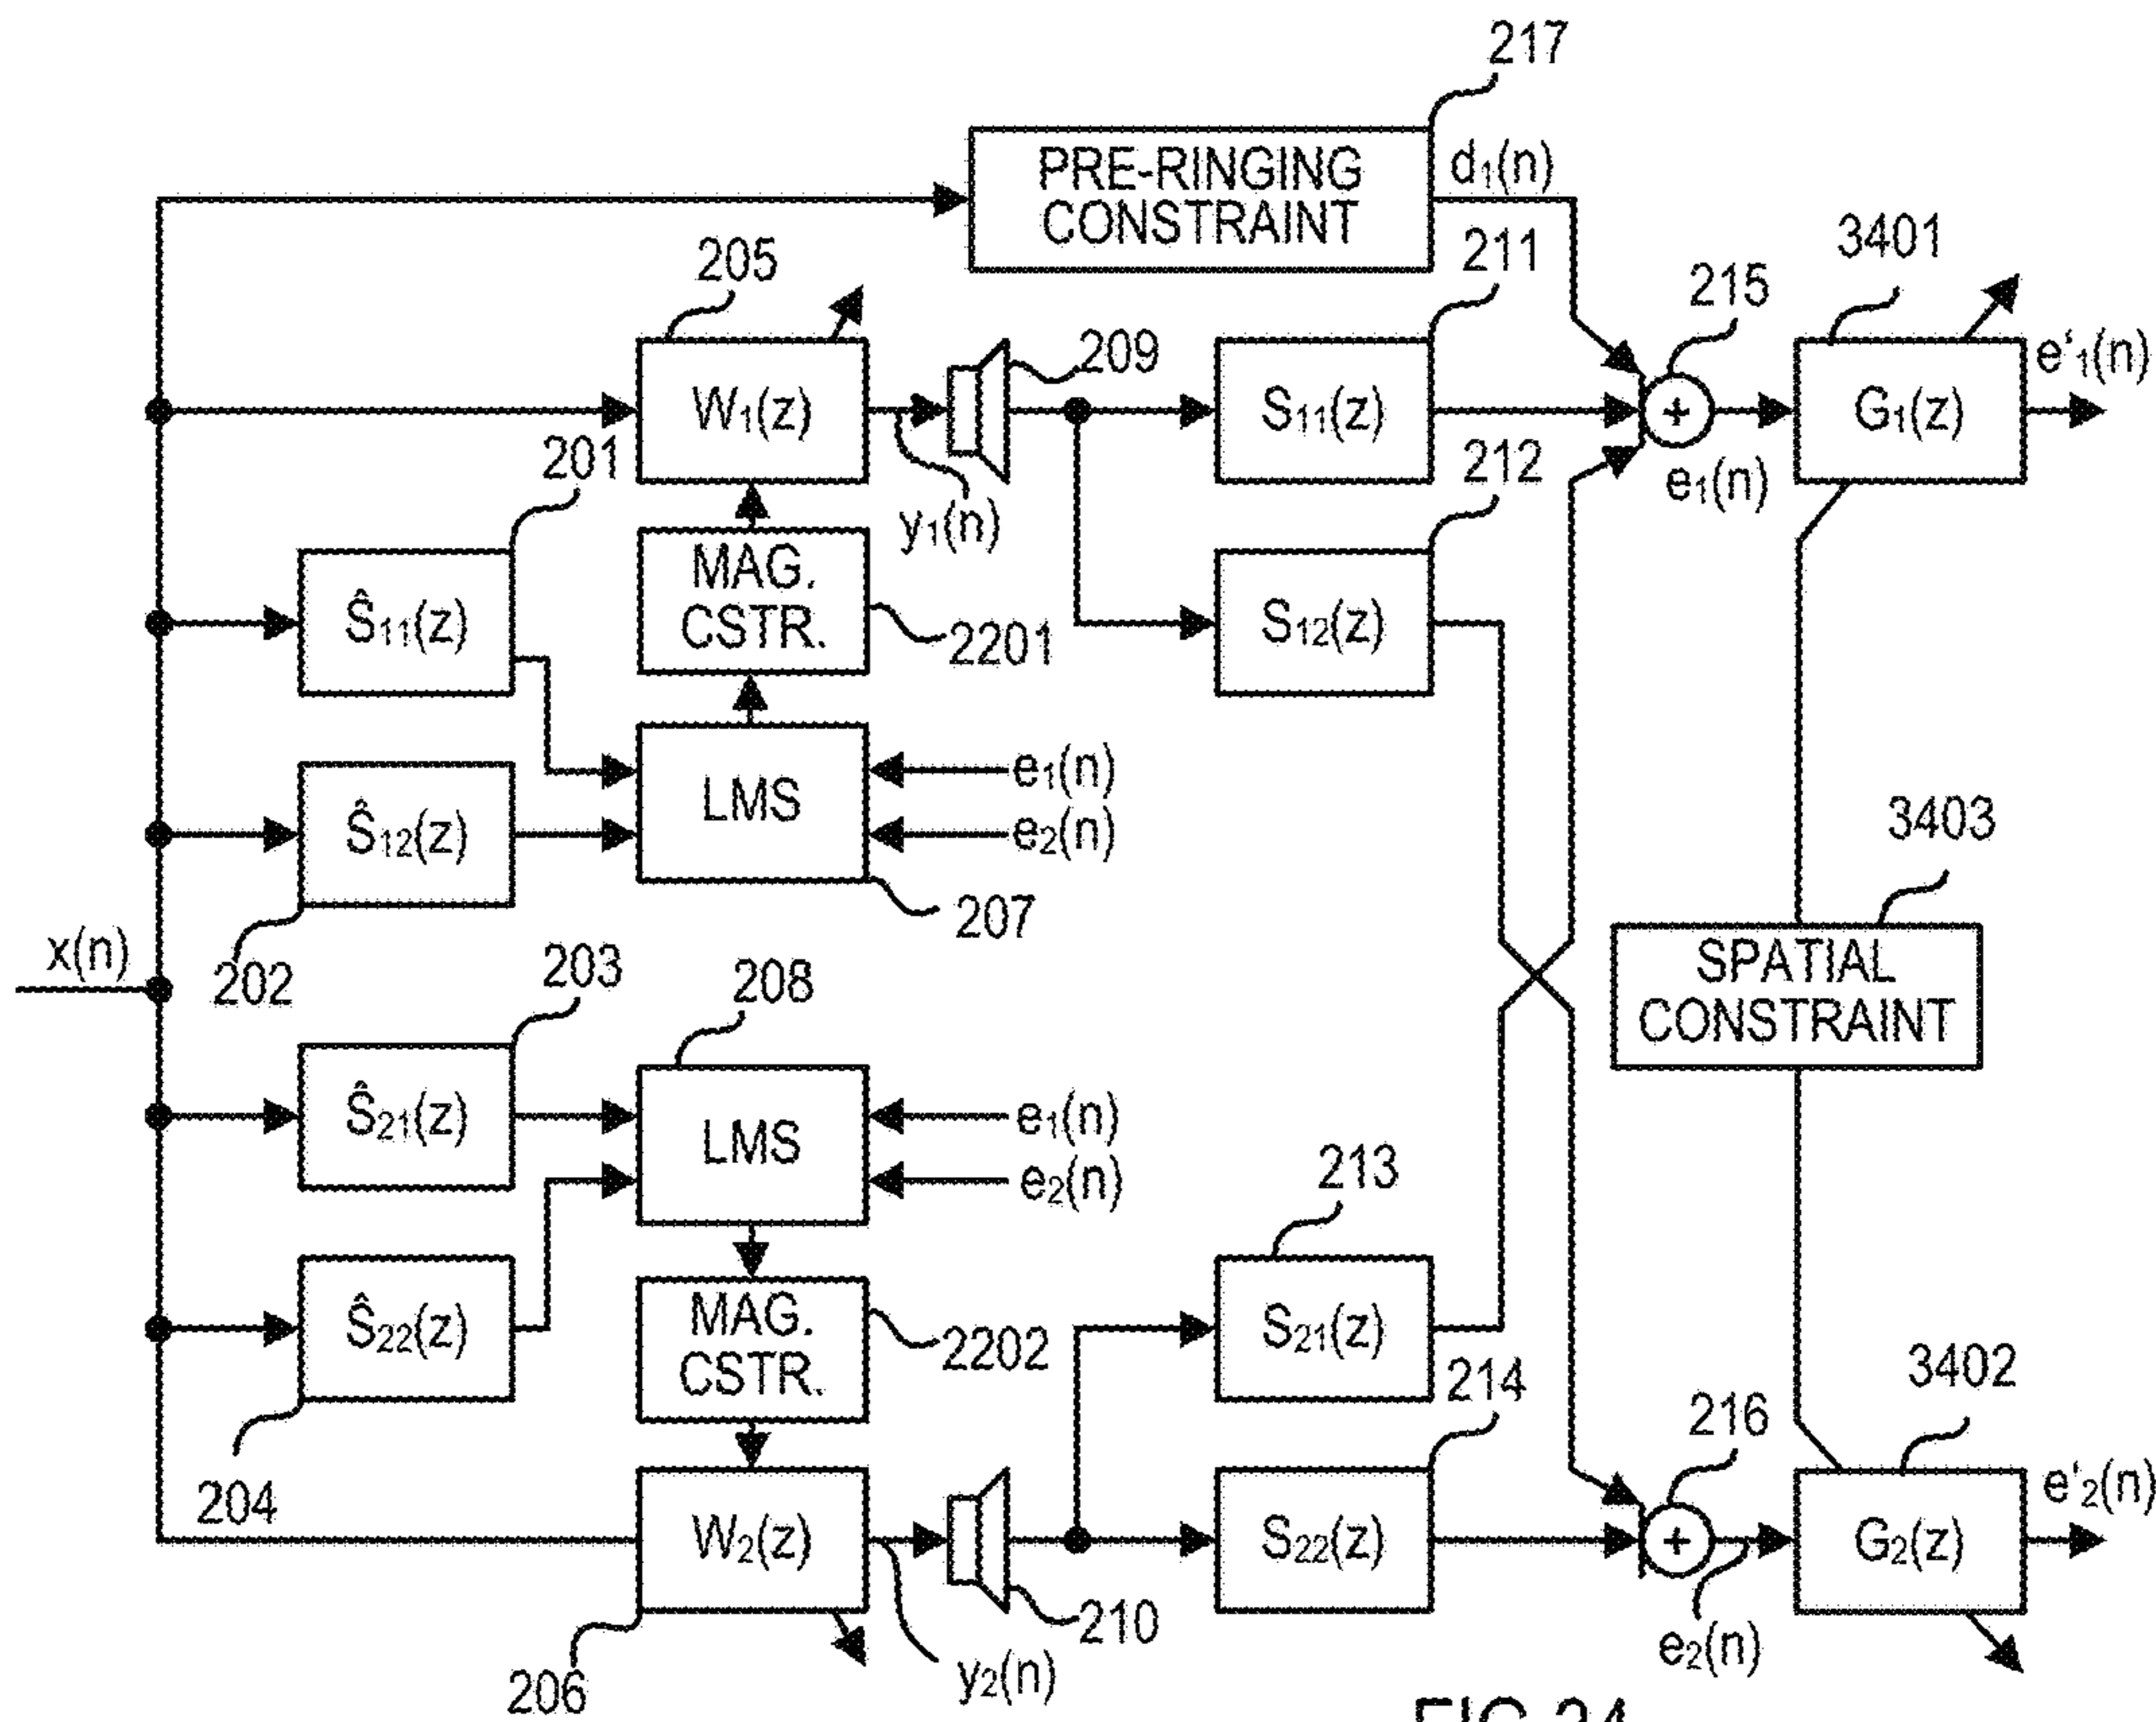 217
PRE-RINGING
CONSTRAINT
d₁(n)
205
211
215
3401
W₁(z)
209
S₁₁(z)
+
G₁(z)
e'₁(n)
201
y₁(n)
212
e₁(n)
Ŝ₁₁(z)
MAG.
CSTR.
2201
S₁₂(z)
Ŝ₁₂(z)
LMS
e₁(n)
e₂(n)
3403
202
207
x(n)
203
208
SPATIAL
CONSTRAINT
Ŝ₂₁(z)
LMS
e₁(n)
e₂(n)
213
Ŝ₂₂(z)
MAG.
CSTR.
2202
S₂₁(z)
214
216
3402
204
W₂(z)
S₂₂(z)
+
G₂(z)
e'₂(n)
206
y₂(n)
210
e₂(n)